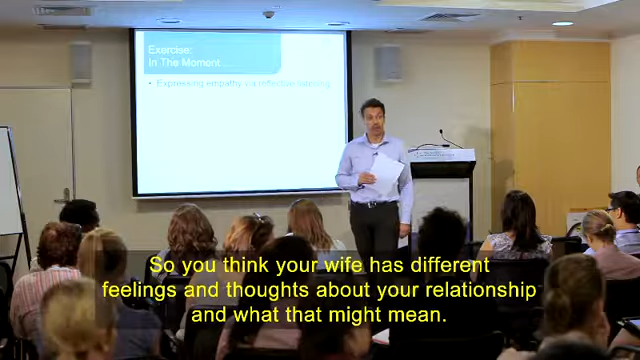 Exercise:
In The Moment
• Expressing empathy via reflective listening
So you think your wife has different
feelings and thoughts about your relationship
and what that might mean.